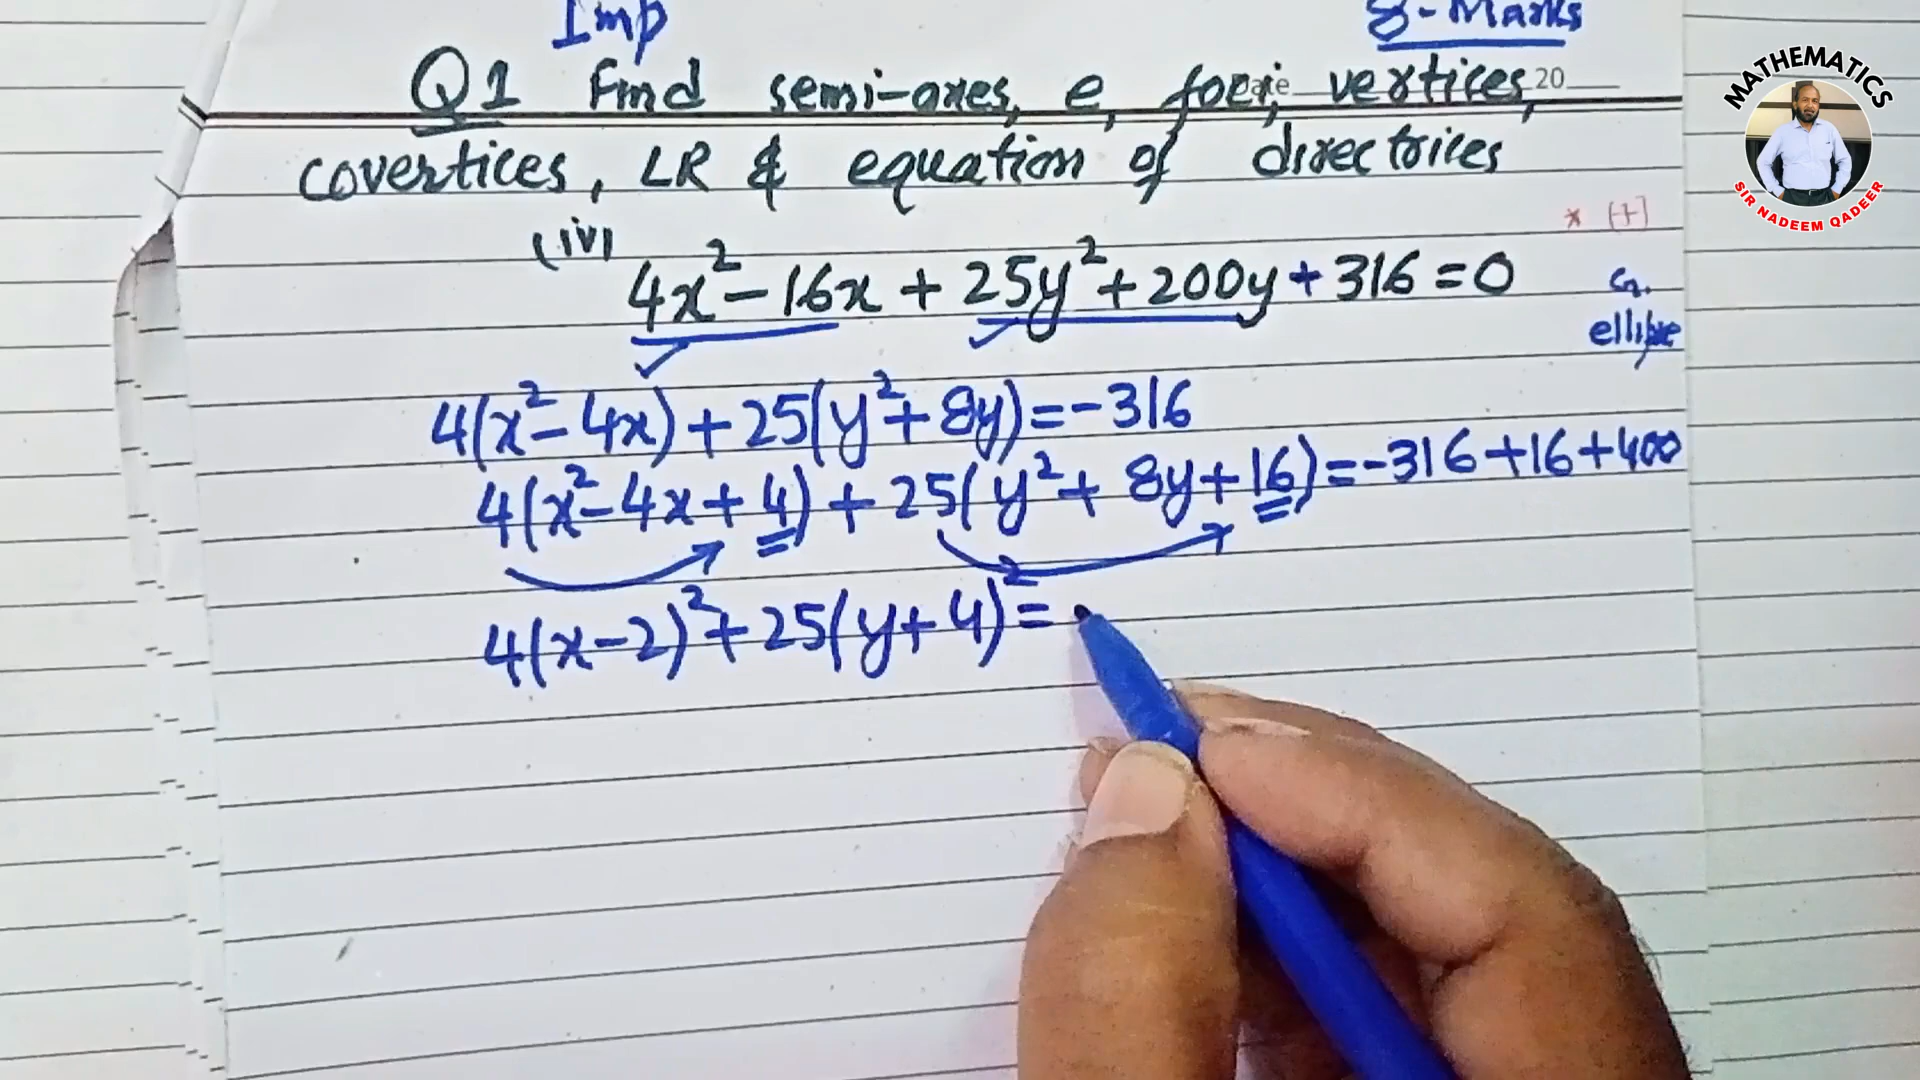 Imp 8-Marks
Q1 Find semi-axes, e, foci, vertices, 20
covertices, LR & equation of directrices
(iv) 4x² - 16x + 25y² + 200y + 316 = 0
ellipse
4(x² - 4x) + 25(y² + 8y) = -316
4(x² - 4x + 4) + 25(y² + 8y + 16) = -316 + 16 + 400
4(x - 2)² + 25(y + 4)² =
MATHEMATICS
SIR NADEEM QADEER